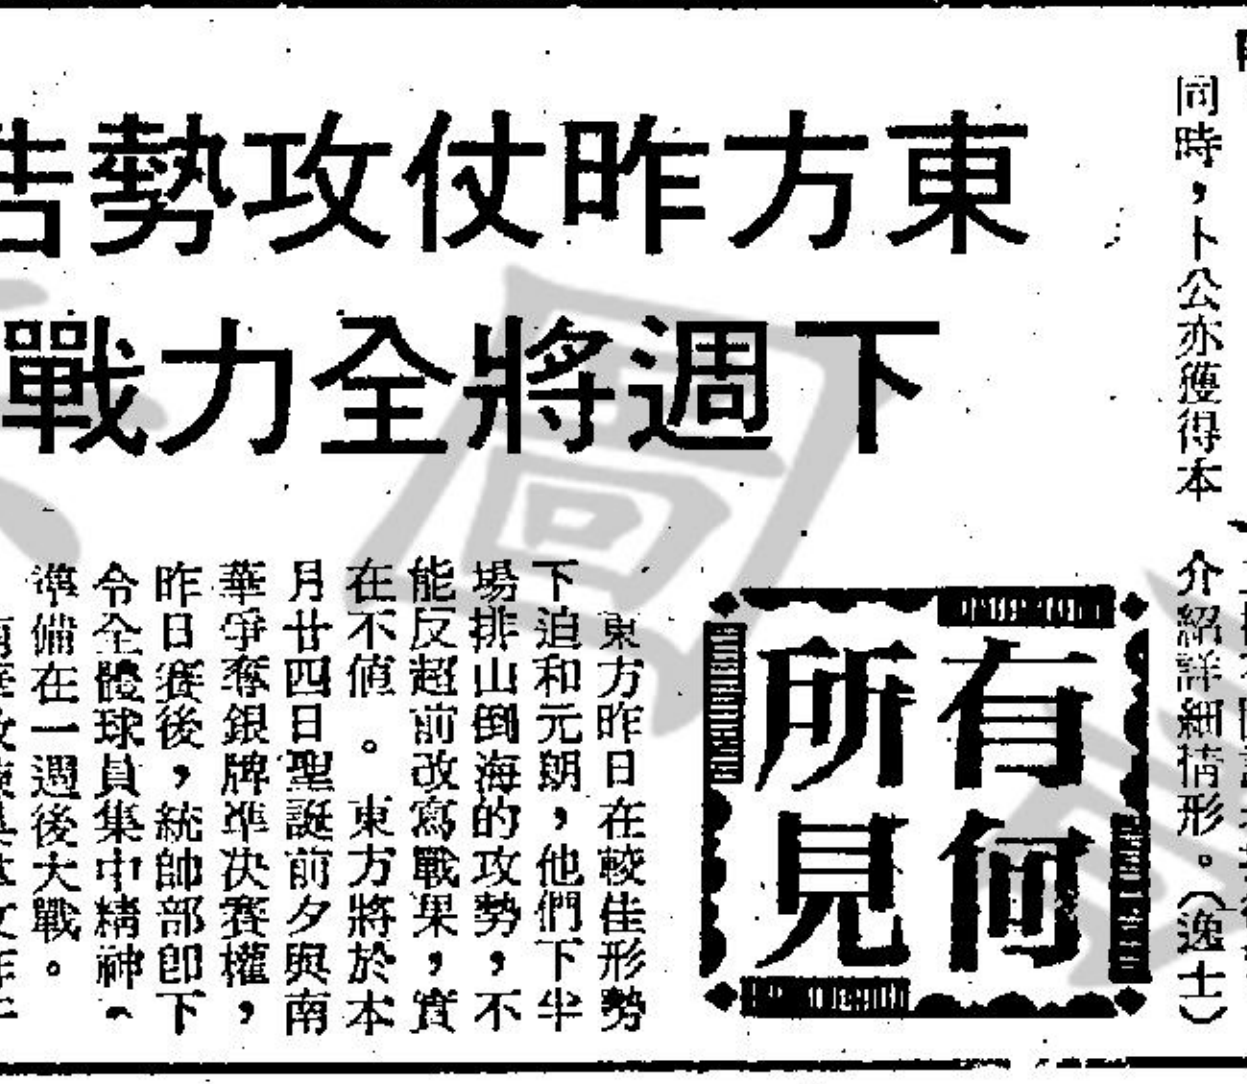 同時，卜公亦獲得本
介紹詳細情形。（逸士）
東方昨仗攻勢
下週將全力戰
有何
所見
東方昨日在較佳形勢
下迫和元朗，他們下半
場排山倒海的攻勢，不
能反超前改寫戰果，實
在不值。東方將於本
月廿四日聖誕前夕與南
華爭奪銀牌準決賽權，
昨日賽後，統帥部卽下
令全體球員集中精神，
準備在一週後大戰。